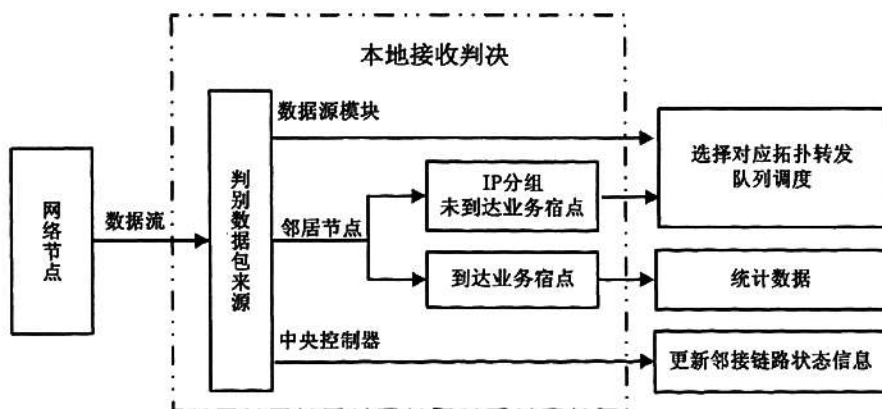 本地接收判决
网络节点
数据流
判别数据包来源
数据源模块
邻居节点
中央控制器
IP分组
未到达业务宿点
到达业务宿点
选择对应拓扑转发
队列调度
统计数据
更新邻接链路状态信息